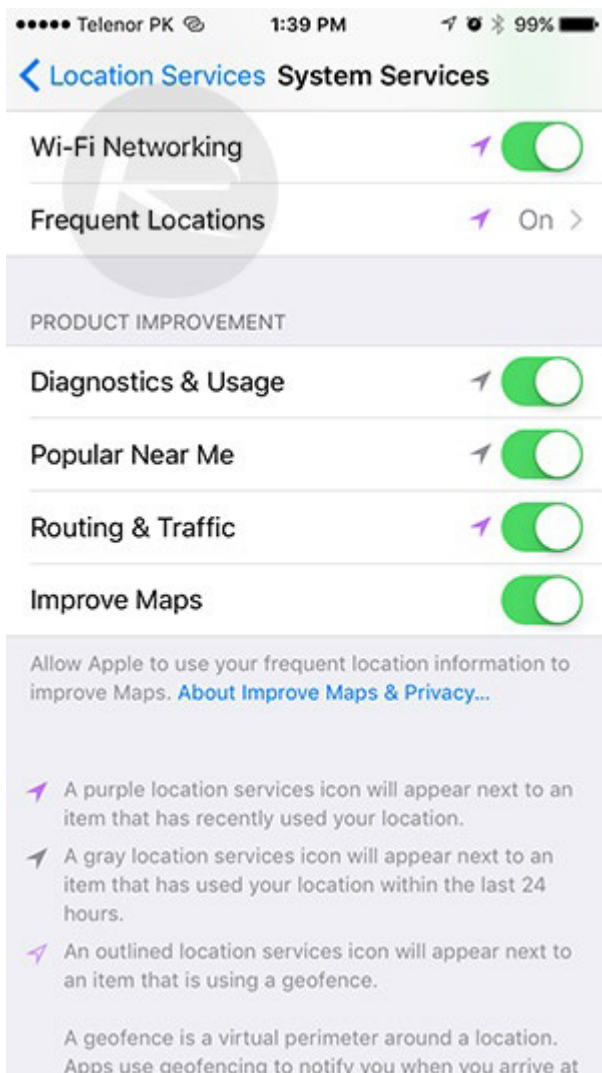 Telenor PK 1:39 PM 99%
Location Services System Services
Wi-Fi Networking
Frequent Locations On
PRODUCT IMPROVEMENT
Diagnostics & Usage
Popular Near Me
Routing & Traffic
Improve Maps
Allow Apple to use your frequent location information to
improve Maps. About Improve Maps & Privacy...
A purple location services icon will appear next to an
item that has recently used your location.
A gray location services icon will appear next to an
item that has used your location within the last 24
hours.
An outlined location services icon will appear next to
an item that is using a geofence.
A geofence is a virtual perimeter around a location.
Apps use geofencing to notify you when you arrive at